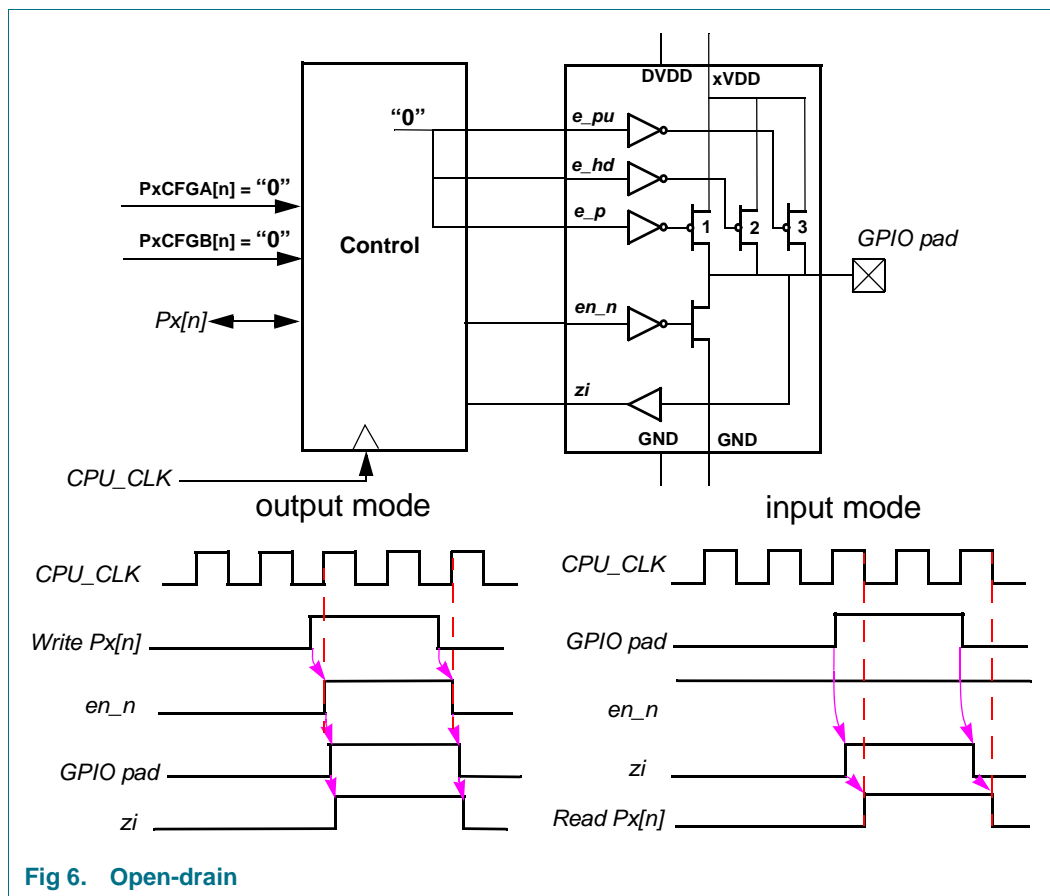 DVDD
xVDD
“0”
e_pu
e_hd
PxCFGA[n] = “0”
e_p
1
2
3
PxCFGB[n] = “0”
Control
GPIO pad
Px[n]
en_n
zi
GND
GND
CPU_CLK
output mode
input mode
CPU_CLK
CPU_CLK
Write Px[n]
GPIO pad
en_n
en_n
GPIO pad
zi
zi
Read Px[n]
Fig 6. Open-drain